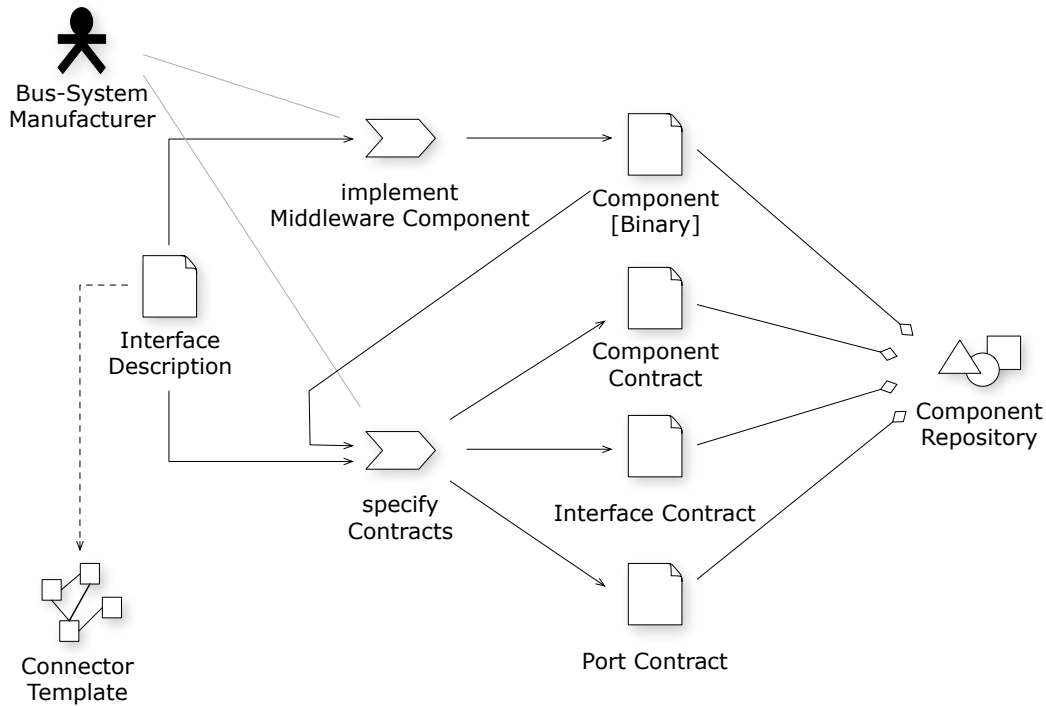 Bus-System
Manufacturer
implement
Middleware Component
Component
[Binary]
Interface
Description
Component
Contract
Component
Repository
specify
Contracts
Interface Contract
Port Contract
Connector
Template